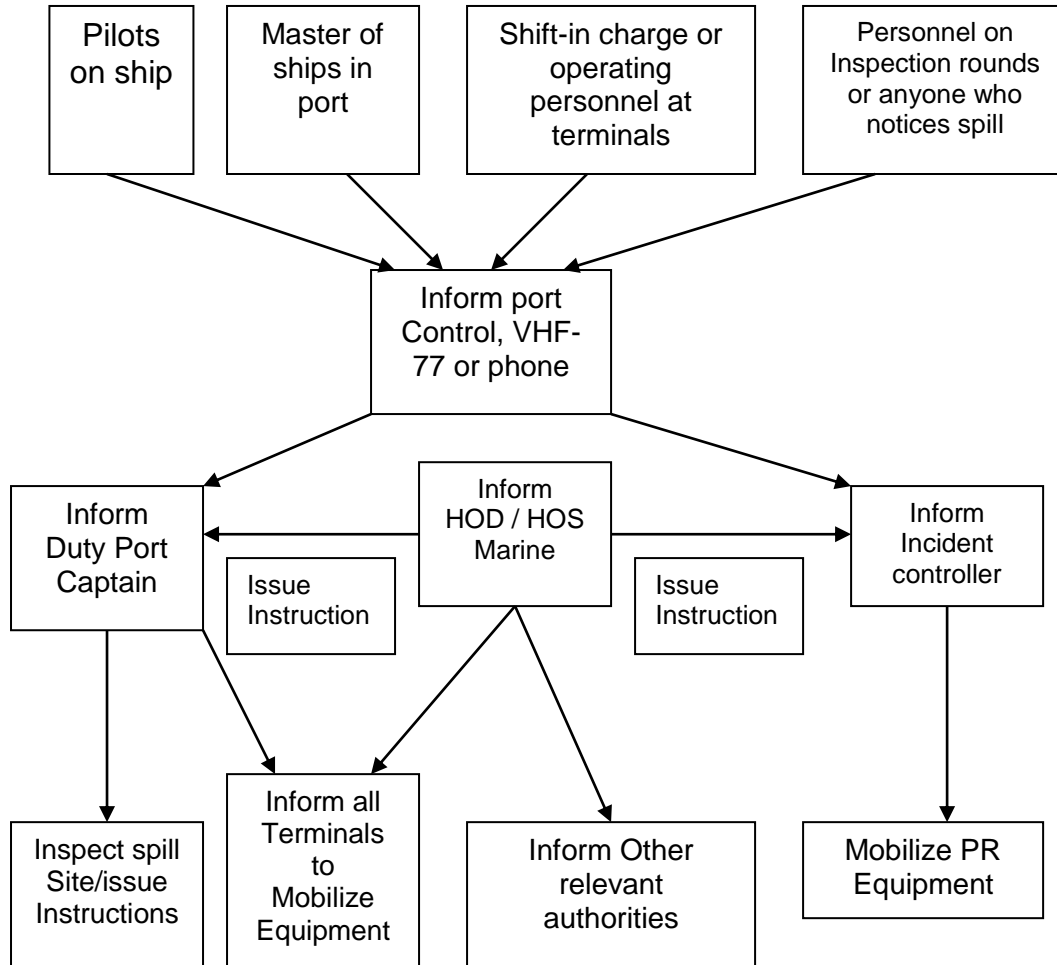 Pilots
on ship
Master of
ships in
port
Shift-in charge or
operating
personnel at
terminals
Personnel on
Inspection rounds
or anyone who
notices spill
Inform port
Control, VHF-
77 or phone
Inform
Duty Port
Captain
Issue
Instruction
Inform
HOD / HOS
Marine
Issue
Instruction
Inform
Incident
controller
Inspect spill
Site/issue
Instructions
Inform all
Terminals
to
Mobilize
Equipment
Inform Other
relevant
authorities
Mobilize PR
Equipment